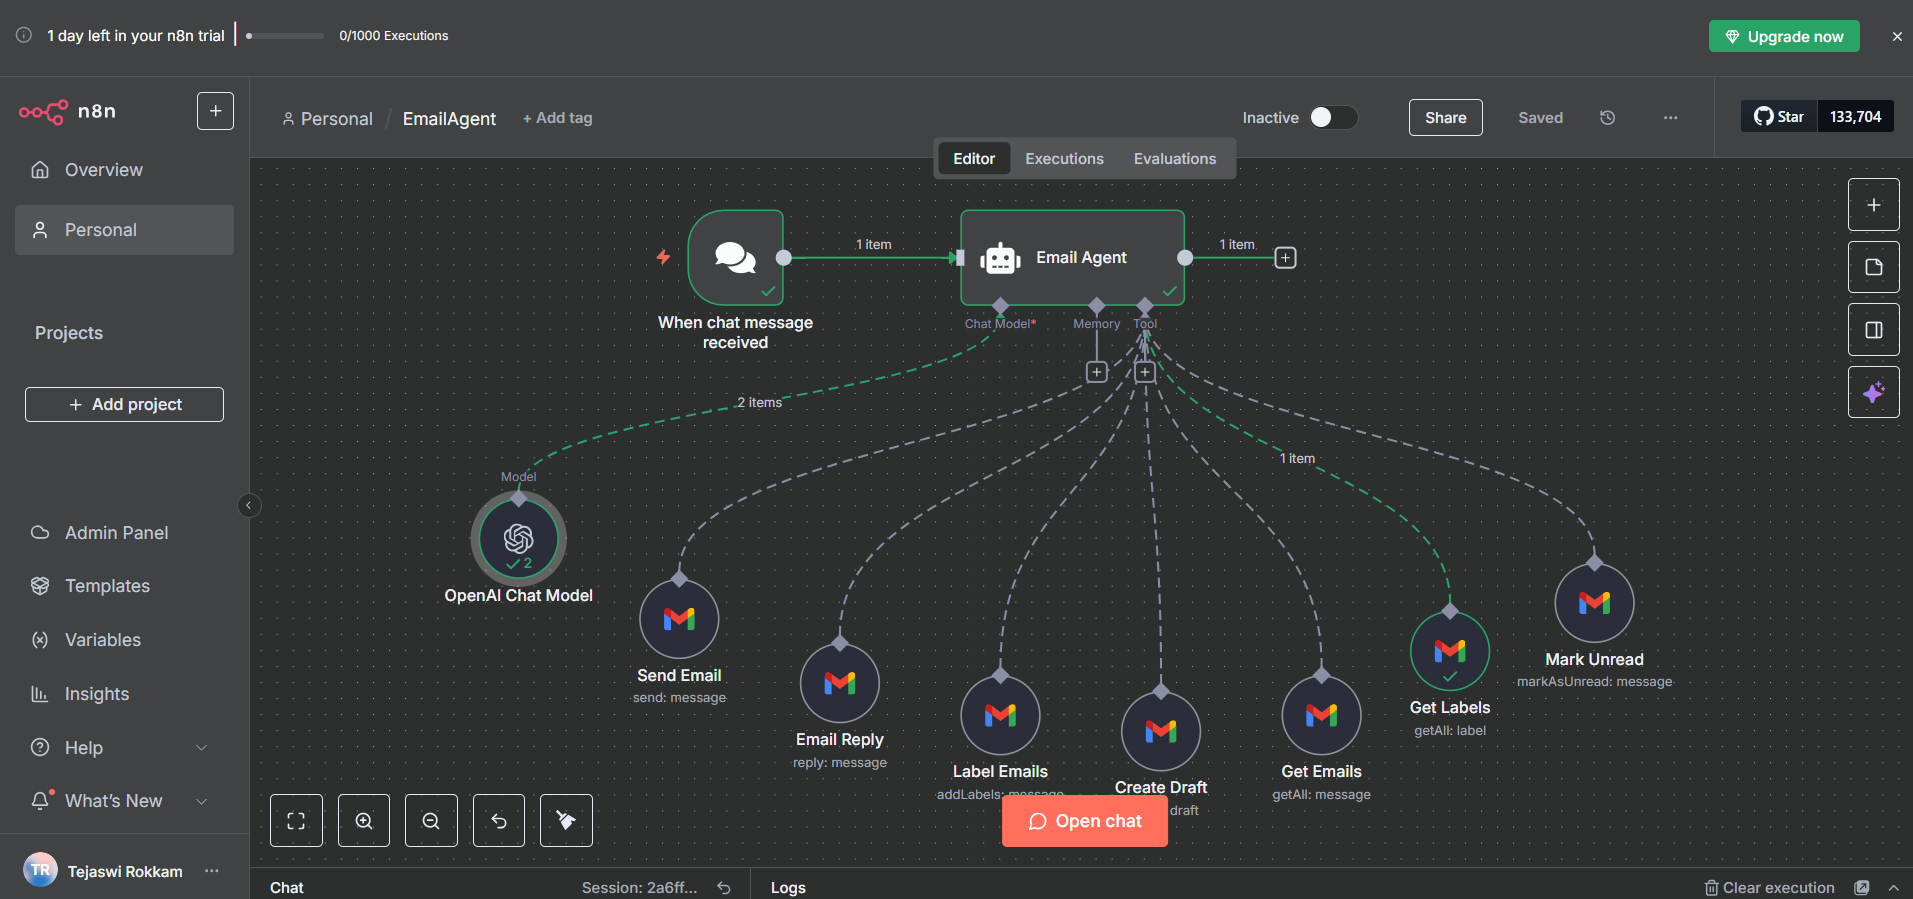 1 day left in your n8n trial
0/1000 Executions
Upgrade now
n8n
Personal / EmailAgent + Add tag
Inactive
Share
Saved
Star 133,704
Editor Executions Evaluations
Overview
Personal
Projects
+ Add project
Admin Panel
Templates
Variables
Insights
Help
What's New
TR Tejaswi Rokkam
1 item
Email Agent
1 item
When chat message
received
Chat Model*
Memory
Tool
2 items
1 item
Model
2
OpenAI Chat Model
Send Email
send: message
Email Reply
reply: message
Label Emails
addLabels: message
Create Draft
draft
Get Emails
getAll: message
Get Labels
getAll: label
Mark Unread
markAsUnread: message
Open chat
Chat
Session: 2a6ff...
Logs
Clear execution